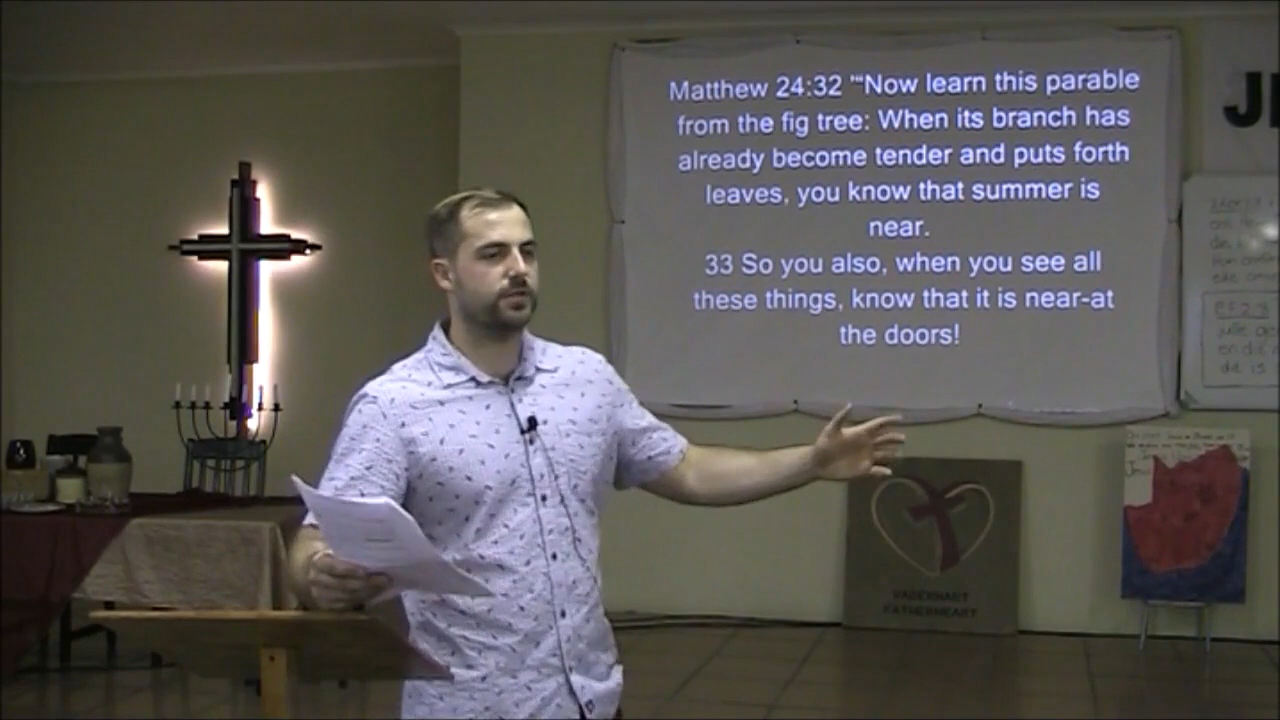 Matthew 24:32 "“Now learn this parable
from the fig tree: When its branch has
already become tender and puts forth
leaves, you know that summer is
near.
33 So you also, when you see all
these things, know that it is near-at
the doors!
JE
VADERHART
FATHERHEART